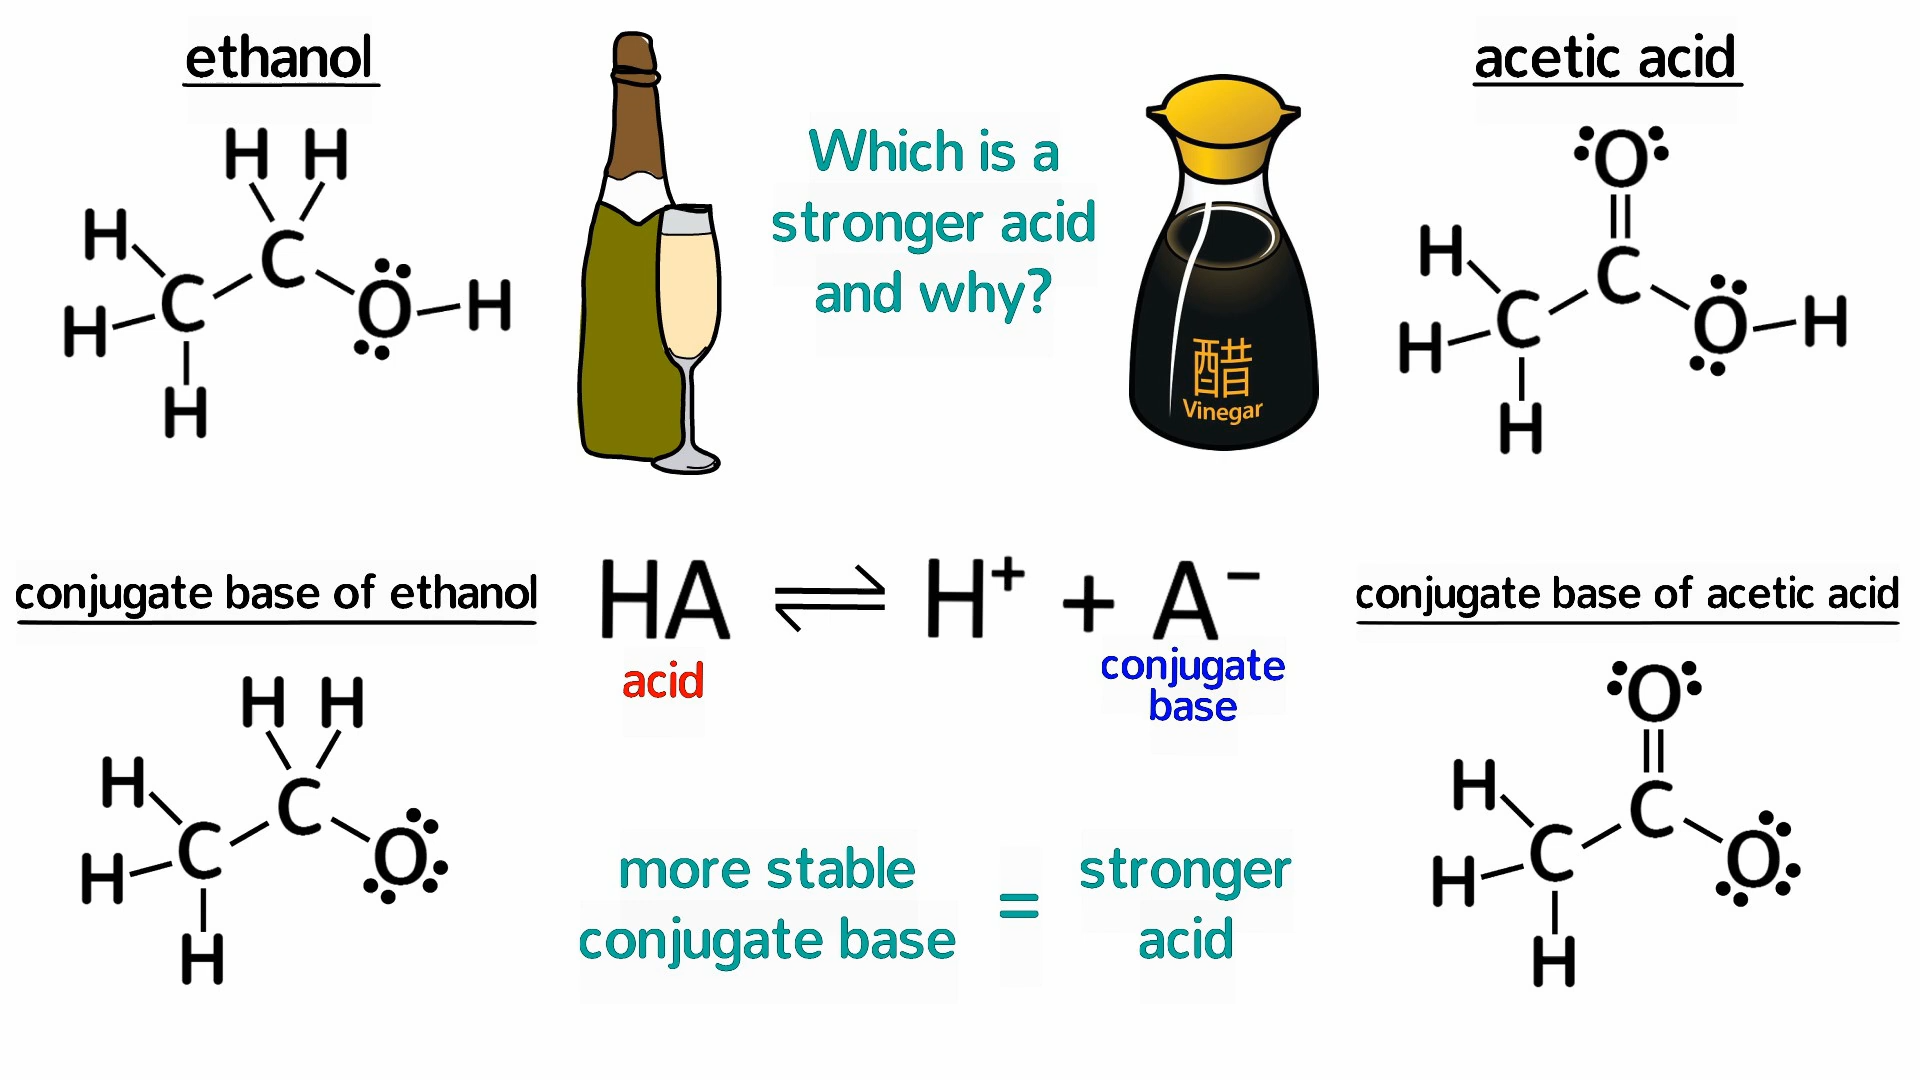 ethanol
acetic acid
Which is a
stronger acid
and why?
H H
H
C
C
O
H
H
H
醋
Vinegar
O
H
C
C
O
H
H
H
conjugate base of ethanol
HA ⇌ H⁺ + A⁻
acid
conjugate
base
conjugate base of acetic acid
H H
H
C
C
O
H
H
more stable
conjugate base
=
stronger
acid
O
H
C
C
O
H
H